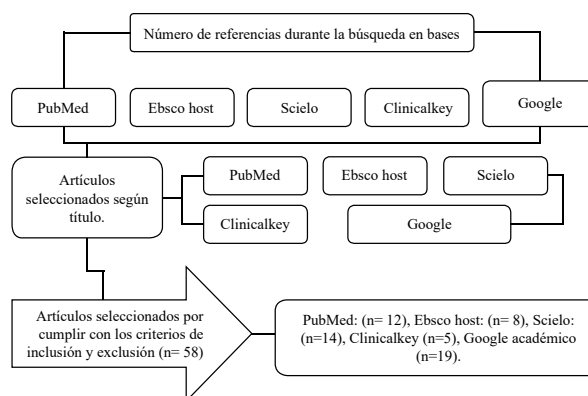 Número de referencias durante la búsqueda en bases
PubMed
Ebsco host
Scielo
Clinicalkey
Google
Artículos
seleccionados según
título.
PubMed
Ebsco host
Scielo
Clinicalkey
Google
Artículos seleccionados por
cumplir con los criterios de
inclusión y exclusión (n= 58)
PubMed: (n= 12), Ebsco host: (n= 8), Scielo:
(n=14), Clinicalkey (n=5), Google académico
(n=19).